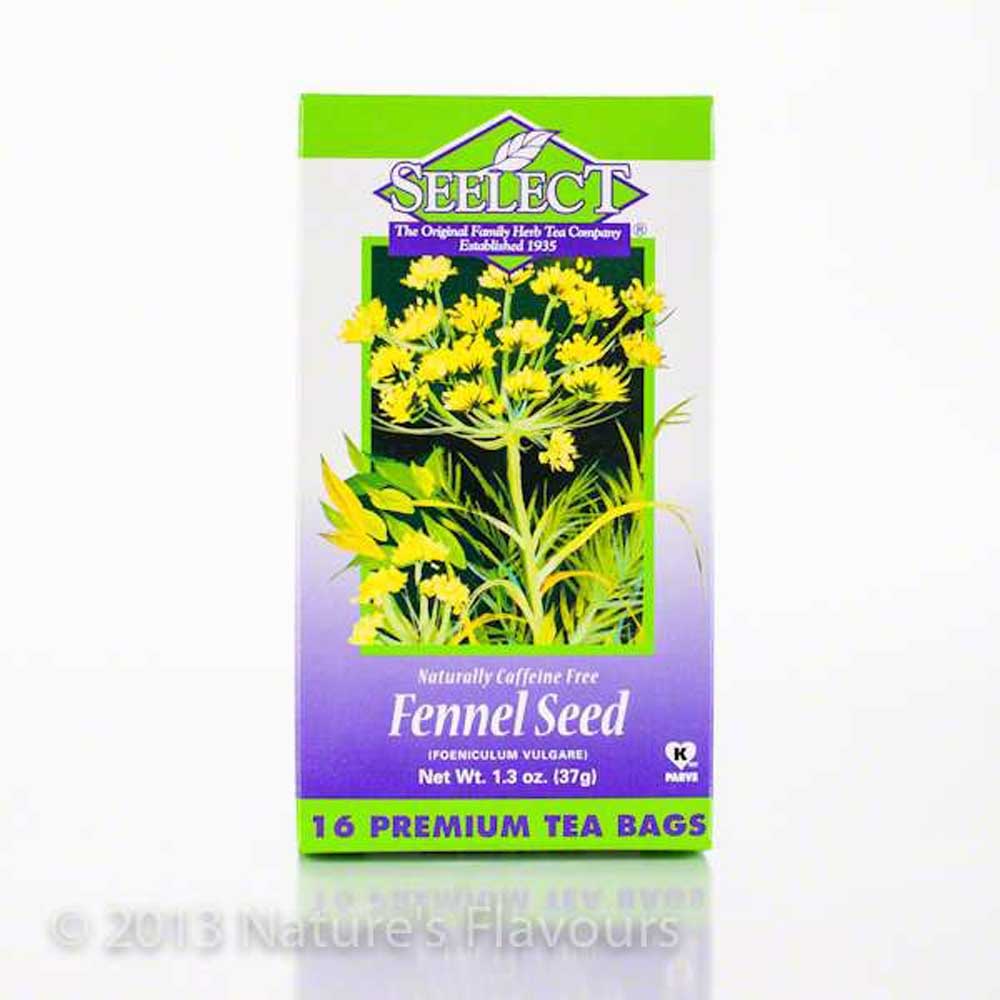 SEELECT
The Original Family Herb Tea Company
Established 1935
®
Naturally Caffeine Free
Fennel Seed
(FOENICULUM VULGARE)
Net Wt. 1.3 oz. (37g)
K
PARVE
16 PREMIUM TEA BAGS
© 2013 Nature's Flavours